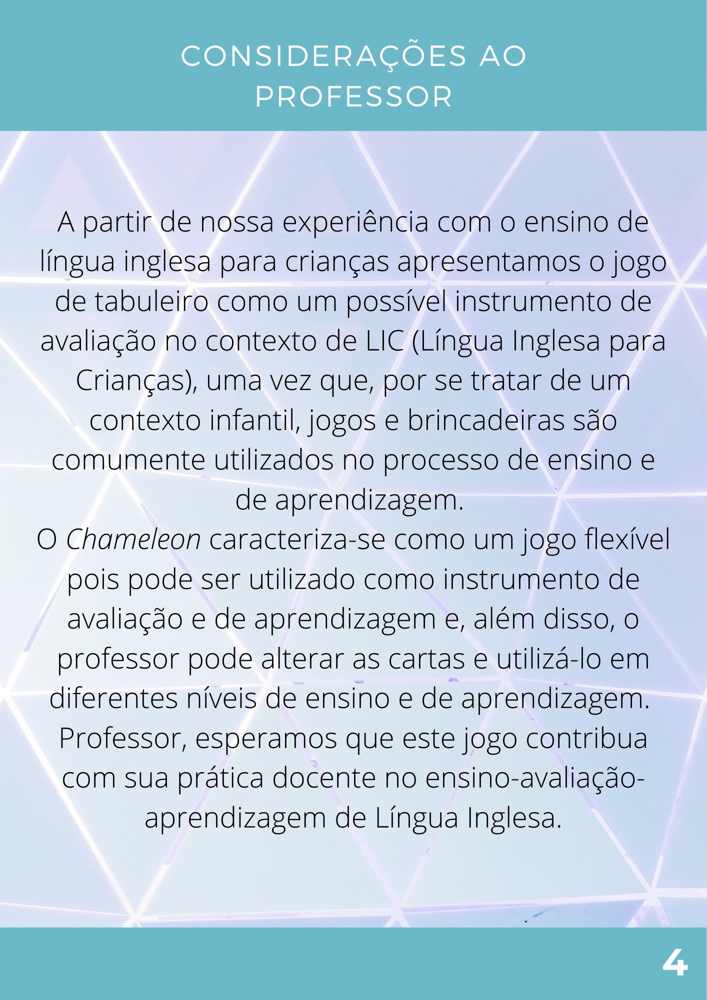 CONSIDERAÇÕES AO
PROFESSOR
A partir de nossa experiência com o ensino de
língua inglesa para crianças apresentamos o jogo
de tabuleiro como um possível instrumento de
avaliação no contexto de LIC (Língua Inglesa para
Crianças), uma vez que, por se tratar de um
contexto infantil, jogos e brincadeiras são
comumente utilizados no processo de ensino e
de aprendizagem.
O Chameleon caracteriza-se como um jogo flexível
pois pode ser utilizado como instrumento de
avaliação e de aprendizagem e, além disso, o
professor pode alterar as cartas e utilizá-lo em
diferentes níveis de ensino e de aprendizagem.
Professor, esperamos que este jogo contribua
com sua prática docente no ensino-avaliação-
aprendizagem de Língua Inglesa.
4